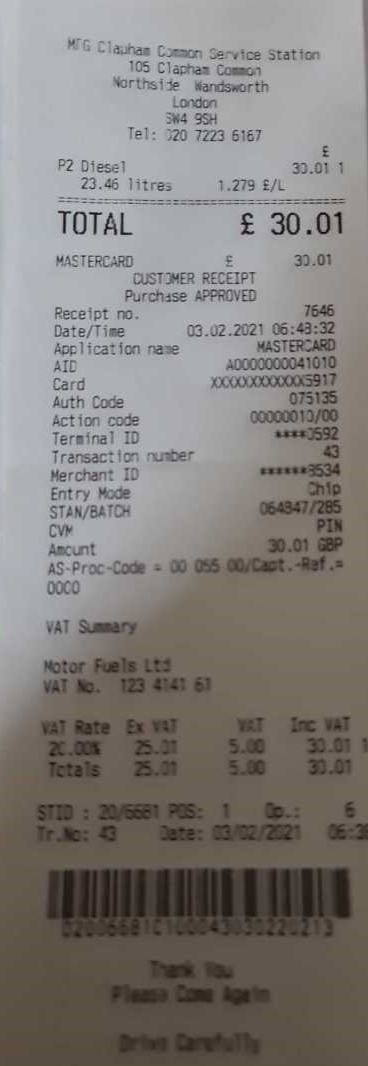 MFG Clapham Common Service Station
105 Clapham Common
Northside Wandsworth
London
SW4 9SH
Tel: 020 7223 6167
£
P2 Diesel 30.01 1
23.46 litres 1.279 £/L
TOTAL £ 30.01
MASTERCARD £ 30.01
CUSTOMER RECEIPT
Purchase APPROVED
Receipt no. 7646
Date/Time 03.02.2021 06:48:32
Application name MASTERCARD
AID A0000000041010
Card XXXXXXXXXXXX5917
Auth Code 075135
Action code 00000010/00
Terminal ID ****0592
Transaction number 43
Merchant ID ******8534
Entry Mode Chip
STAN/BATCH 064847/285
CVM PIN
Amount 30.01 GBP
AS-Proc-Code = 00 055 00/Capt.-Ref.=
0000
VAT Summary
Motor Fuels Ltd
VAT No. 123 4141 61
VAT Rate Ex VAT VAT Inc VAT
20.00% 25.01 5.00 30.01 1
Totals 25.01 5.00 30.01
STID : 20/6681 POS: 1 Op.: 6
Tr.No: 43 Date: 03/02/2021 06:38
Thank You
Please Come Again
Drive Carefully